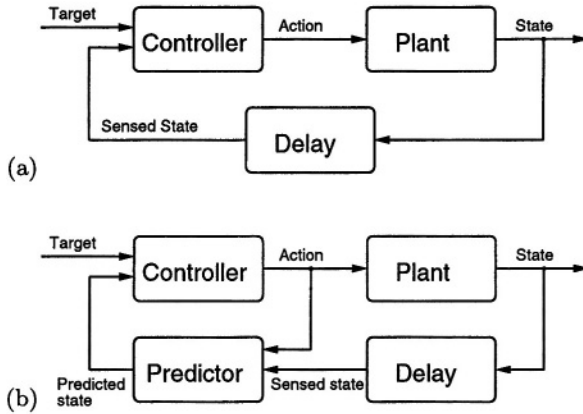 Target
Controller
Action
Plant
State
Sensed State
Delay
(a)
Target
Controller
Action
Plant
State
Predicted
state
Predictor
Sensed state
Delay
(b)